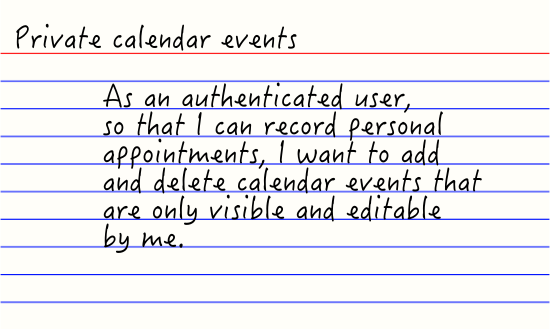 Private calendar events
As an authenticated user,
so that I can record personal
appointments, I want to add
and delete calendar events that
are only visible and editable
by me.